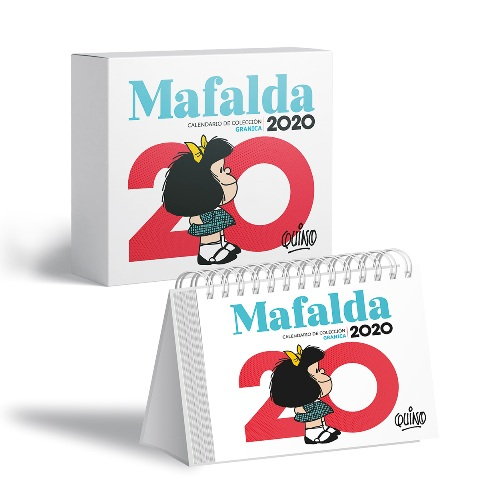 Mafalda
CALENDARIO DE COLECCIÓN
GRANICA
2020
20
QUINO
Mafalda
CALENDARIO DE COLECCIÓN
GRANICA
2020
20
QUINO